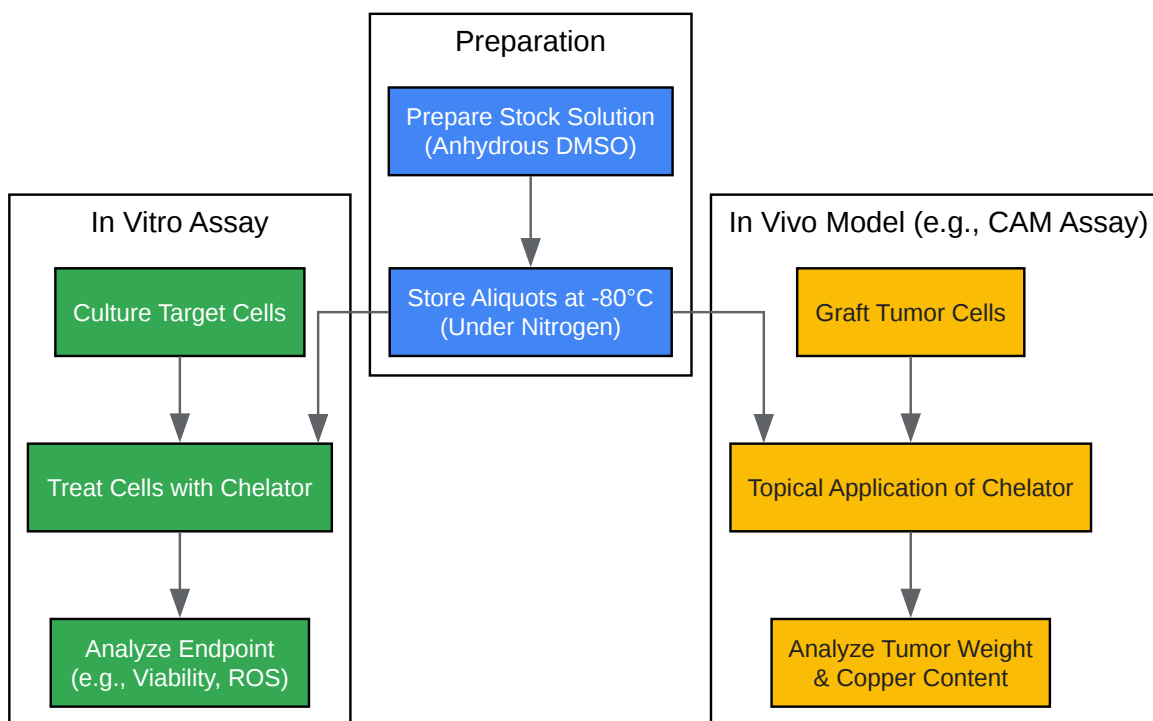 Preparation
Prepare Stock Solution
(Anhydrous DMSO)
Store Aliquots at -80°C
(Under Nitrogen)
In Vitro Assay
Culture Target Cells
Treat Cells with Chelator
Analyze Endpoint
(e.g., Viability, ROS)
In Vivo Model (e.g., CAM Assay)
Graft Tumor Cells
Topical Application of Chelator
Analyze Tumor Weight
& Copper Content